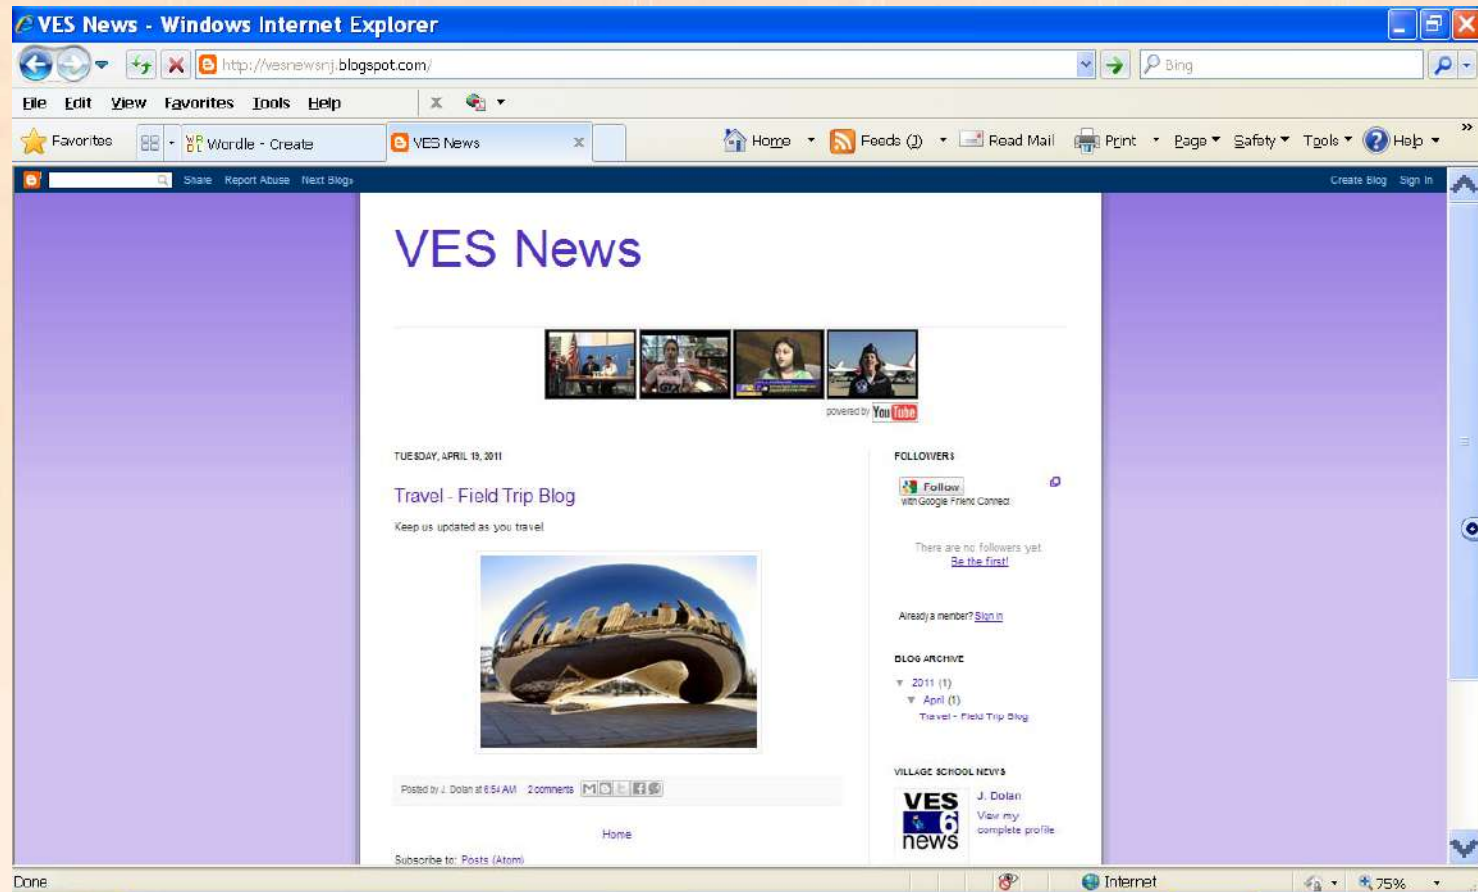 VES News - Windows Internet Explorer
http://vesnewsnj.blogspot.com/
Bing
File Edit View Favorites Tools Help
X
Favorites Wordle - Create VES News Home Feeds (J) Read Mail Print Page Safety Tools Help »
Share Report Abuse Next Blog» Create Blog Sign In
VES News
powered by YouTube
TUESDAY, APRIL 19, 2011
Travel - Field Trip Blog
Keep us updated as you travel
Posted by J. Dolan at 6:54 AM 2 comments
Home
Subscribe to: Posts (Atom)
FOLLOWERS
Follow
with Google Friend Connect
There are no followers yet.
Be the first!
Already a member? Sign in
BLOG ARCHIVE
▼ 2011 (1)
▼ April (1)
Travel - Field Trip Blog
VILLAGE SCHOOL NEWS
VES
6
news
J. Dolan
View my
complete profile
Done Internet 75%